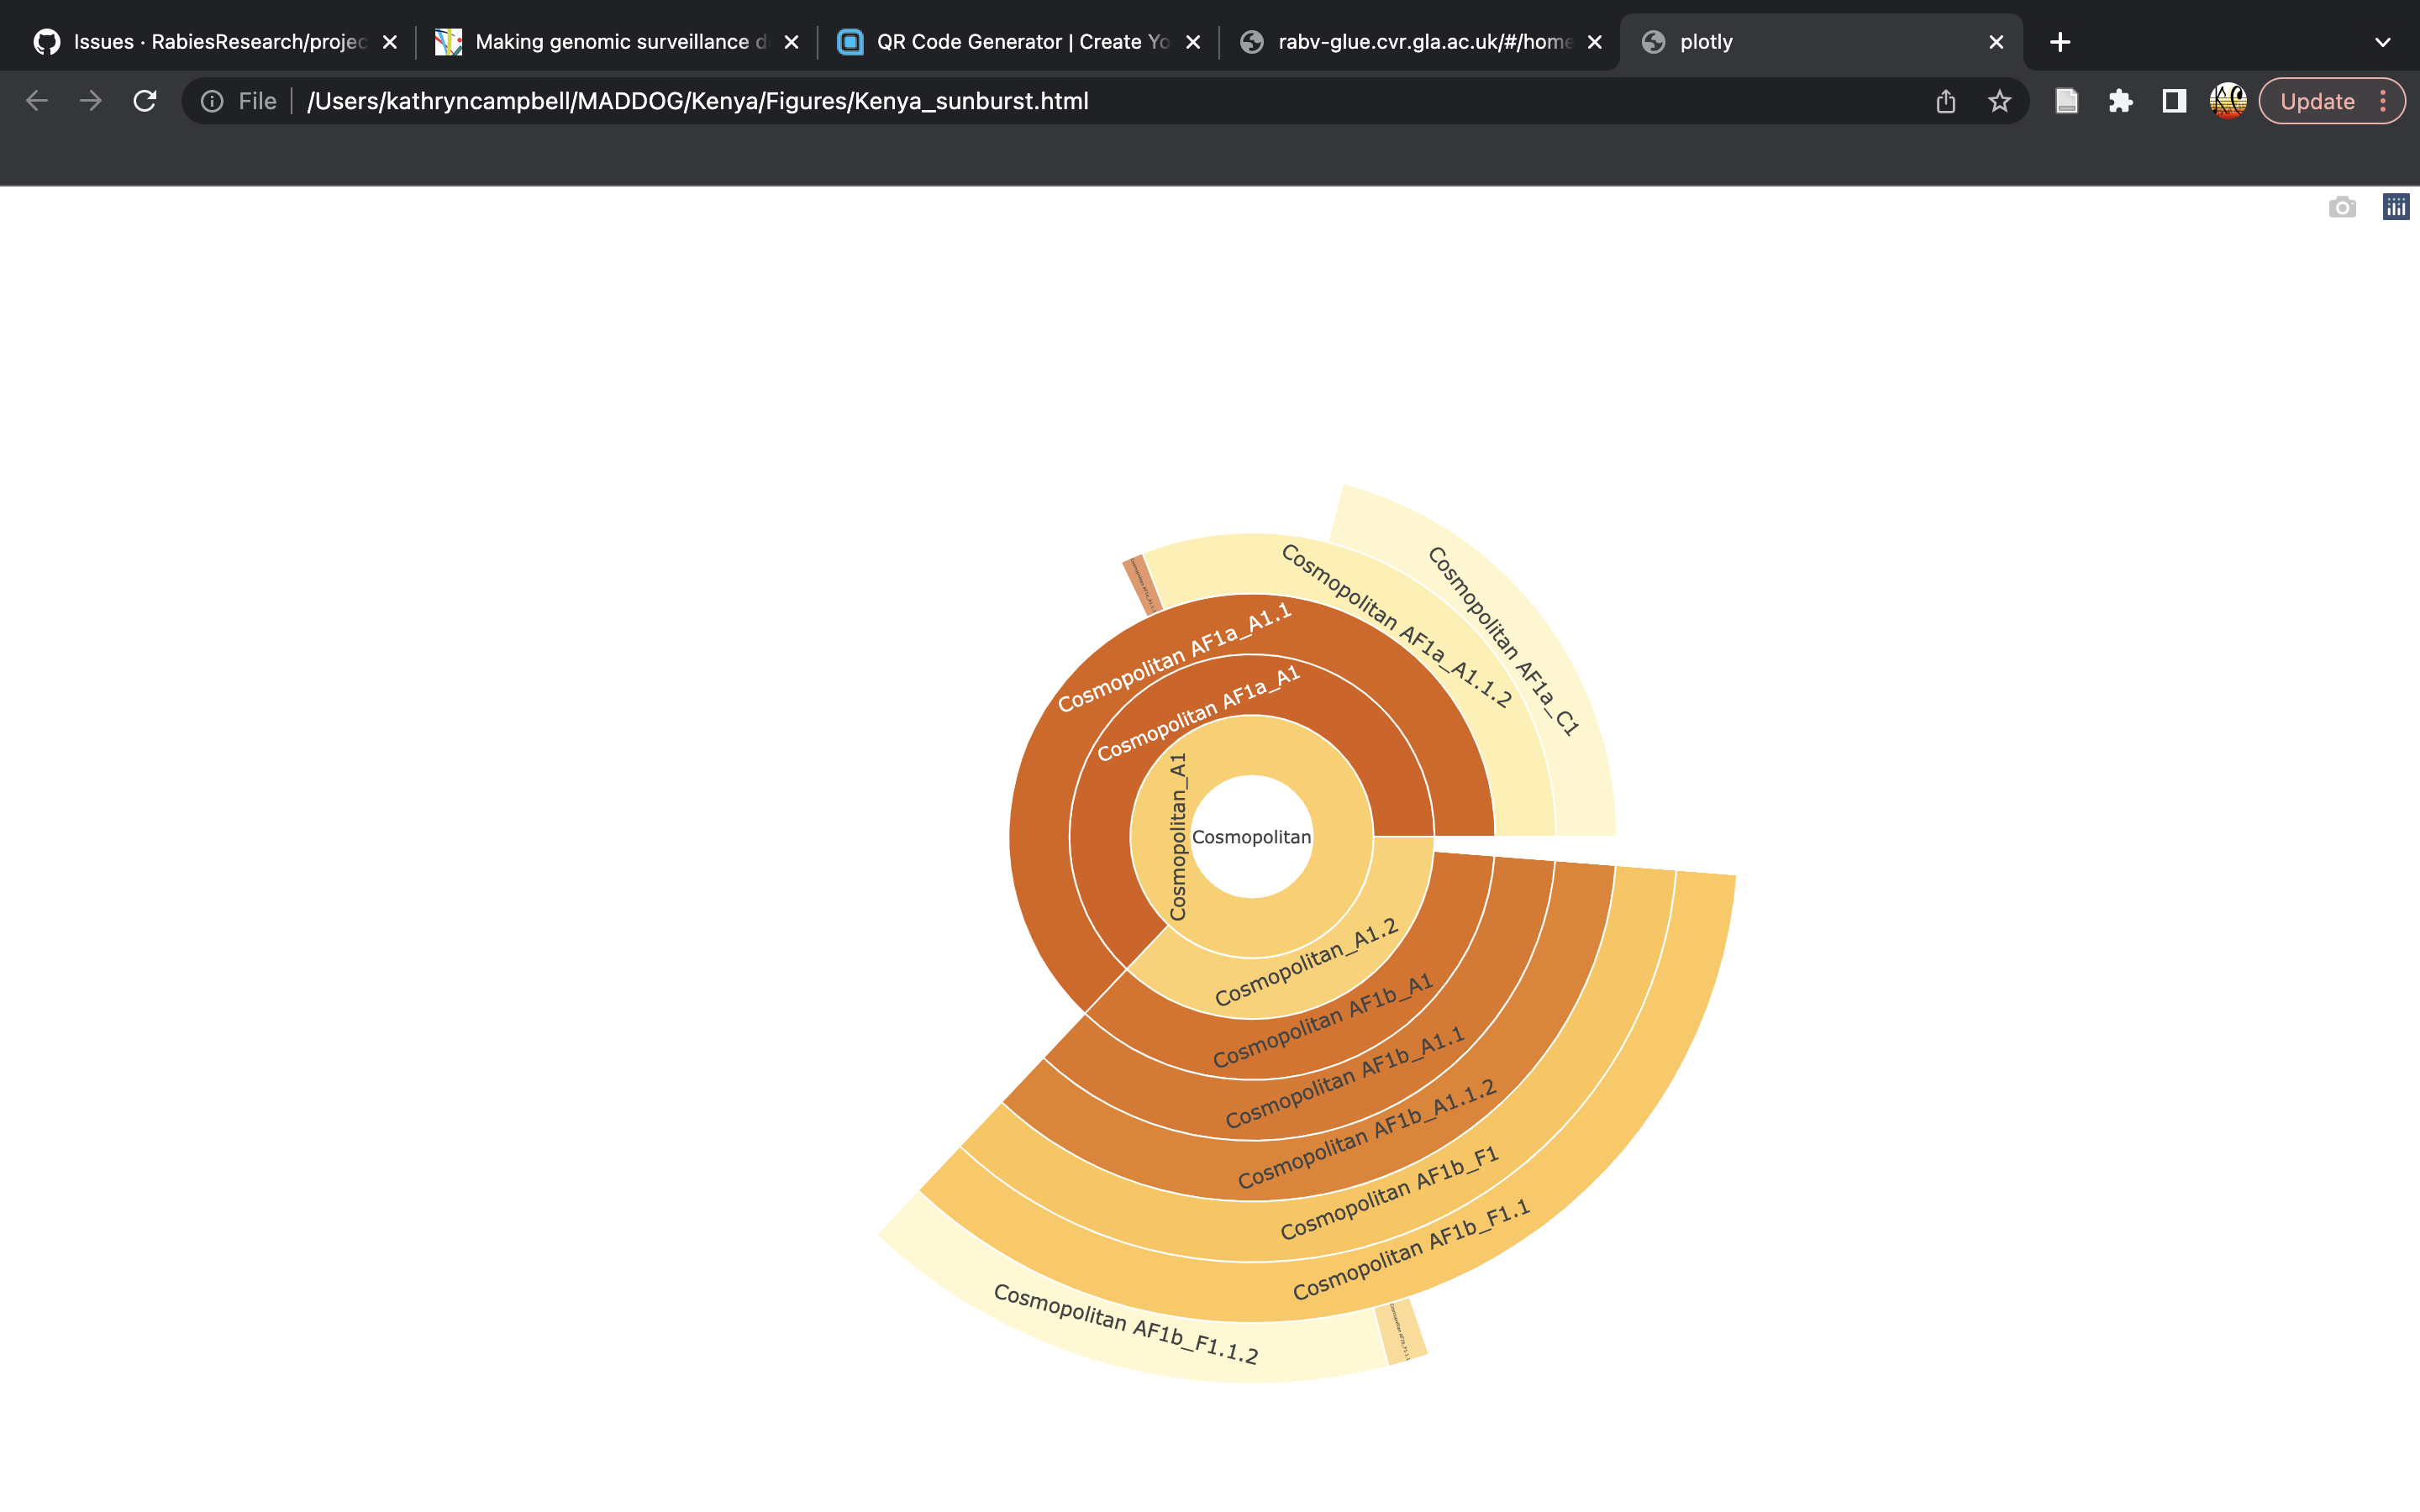 Issues · RabiesResearch/projec
Making genomic surveillance d
QR Code Generator | Create Yo
rabv-glue.cvr.gla.ac.uk/#/home
plotly
File
/Users/kathryncampbell/MADDOG/Kenya/Figures/Kenya_sunburst.html
Update
Cosmopolitan AF1a_C1
Cosmopolitan AF1a_A1.1.2
Cosmopolitan AF1a_A1.1
Cosmopolitan AF1a_A1
Cosmopolitan_A1
Cosmopolitan
Cosmopolitan_A1.2
Cosmopolitan AF1b_A1
Cosmopolitan AF1b_A1.1
Cosmopolitan AF1b_A1.1.2
Cosmopolitan AF1b_F1
Cosmopolitan AF1b_F1.1
Cosmopolitan AF1b_F1.1.2